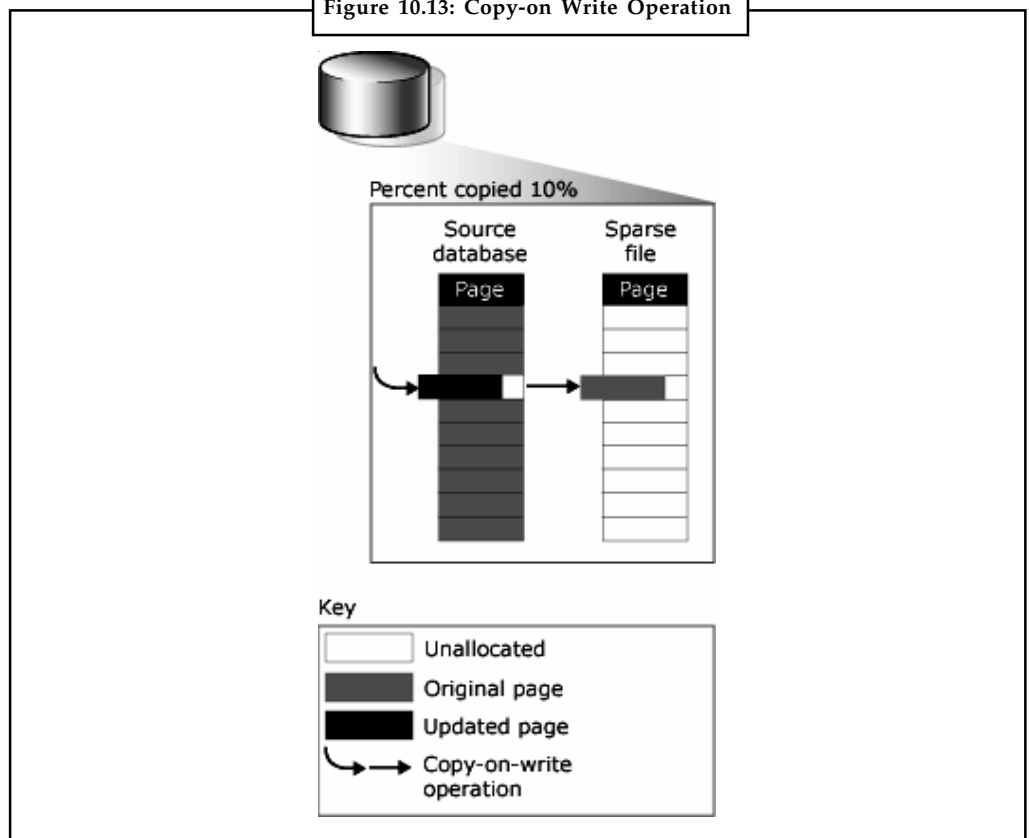 Figure 10.13: Copy-on Write Operation
Percent copied 10%
Source
database
Sparse
file
Page
Page
Key
Unallocated
Original page
Updated page
Copy-on-write
operation